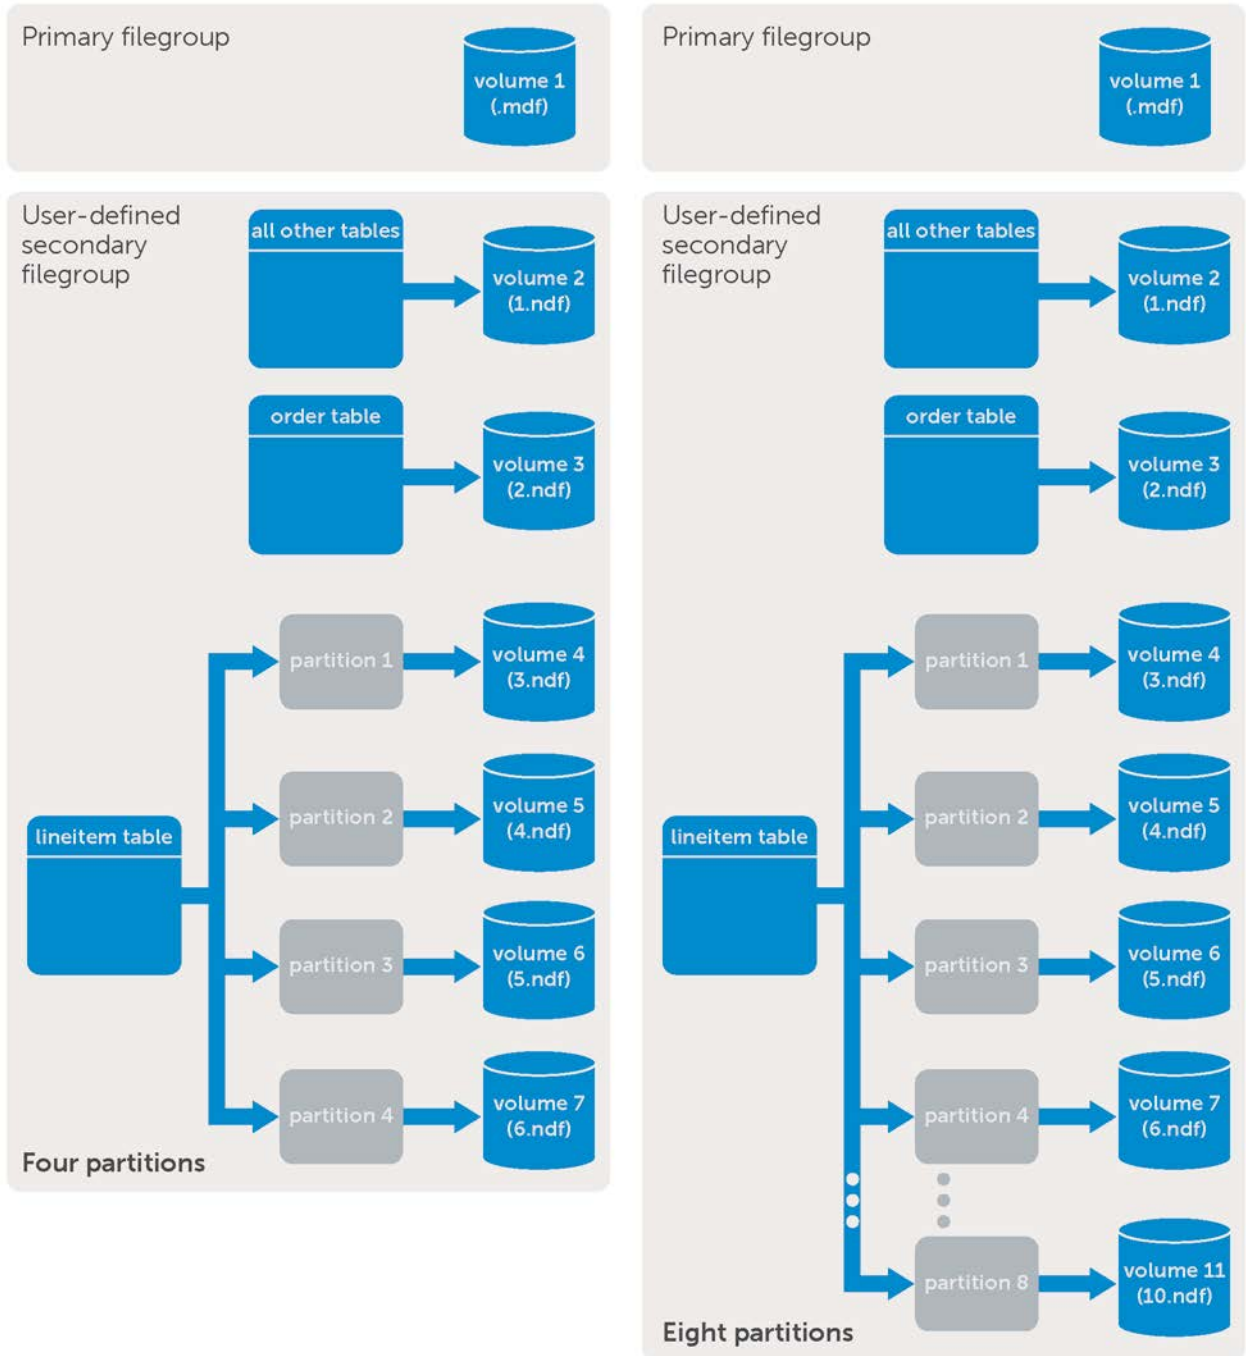 Primary filegroup
volume 1
(.mdf)
User-defined
secondary
filegroup
all other tables
volume 2
(1.ndf)
order table
volume 3
(2.ndf)
partition 1
volume 4
(3.ndf)
partition 2
volume 5
(4.ndf)
lineitem table
partition 3
volume 6
(5.ndf)
partition 4
volume 7
(6.ndf)
Four partitions
Primary filegroup
volume 1
(.mdf)
User-defined
secondary
filegroup
all other tables
volume 2
(1.ndf)
order table
volume 3
(2.ndf)
partition 1
volume 4
(3.ndf)
partition 2
volume 5
(4.ndf)
lineitem table
partition 3
volume 6
(5.ndf)
partition 4
volume 7
(6.ndf)
partition 8
volume 11
(10.ndf)
Eight partitions